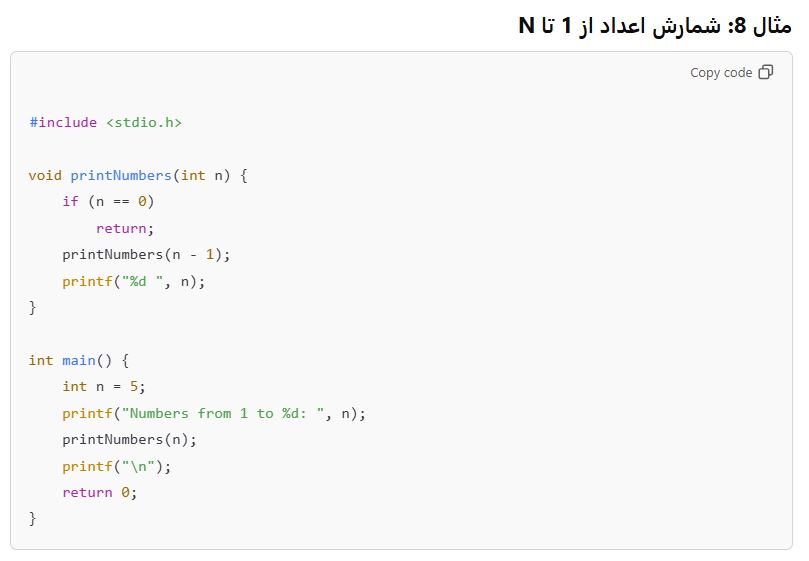 مثال 8: شمارش اعداد از 1 تا N
Copy code
#include <stdio.h>
void printNumbers(int n) {
    if (n == 0)
        return;
    printNumbers(n - 1);
    printf("%d ", n);
}
int main() {
    int n = 5;
    printf("Numbers from 1 to %d: ", n);
    printNumbers(n);
    printf("\n");
    return 0;
}